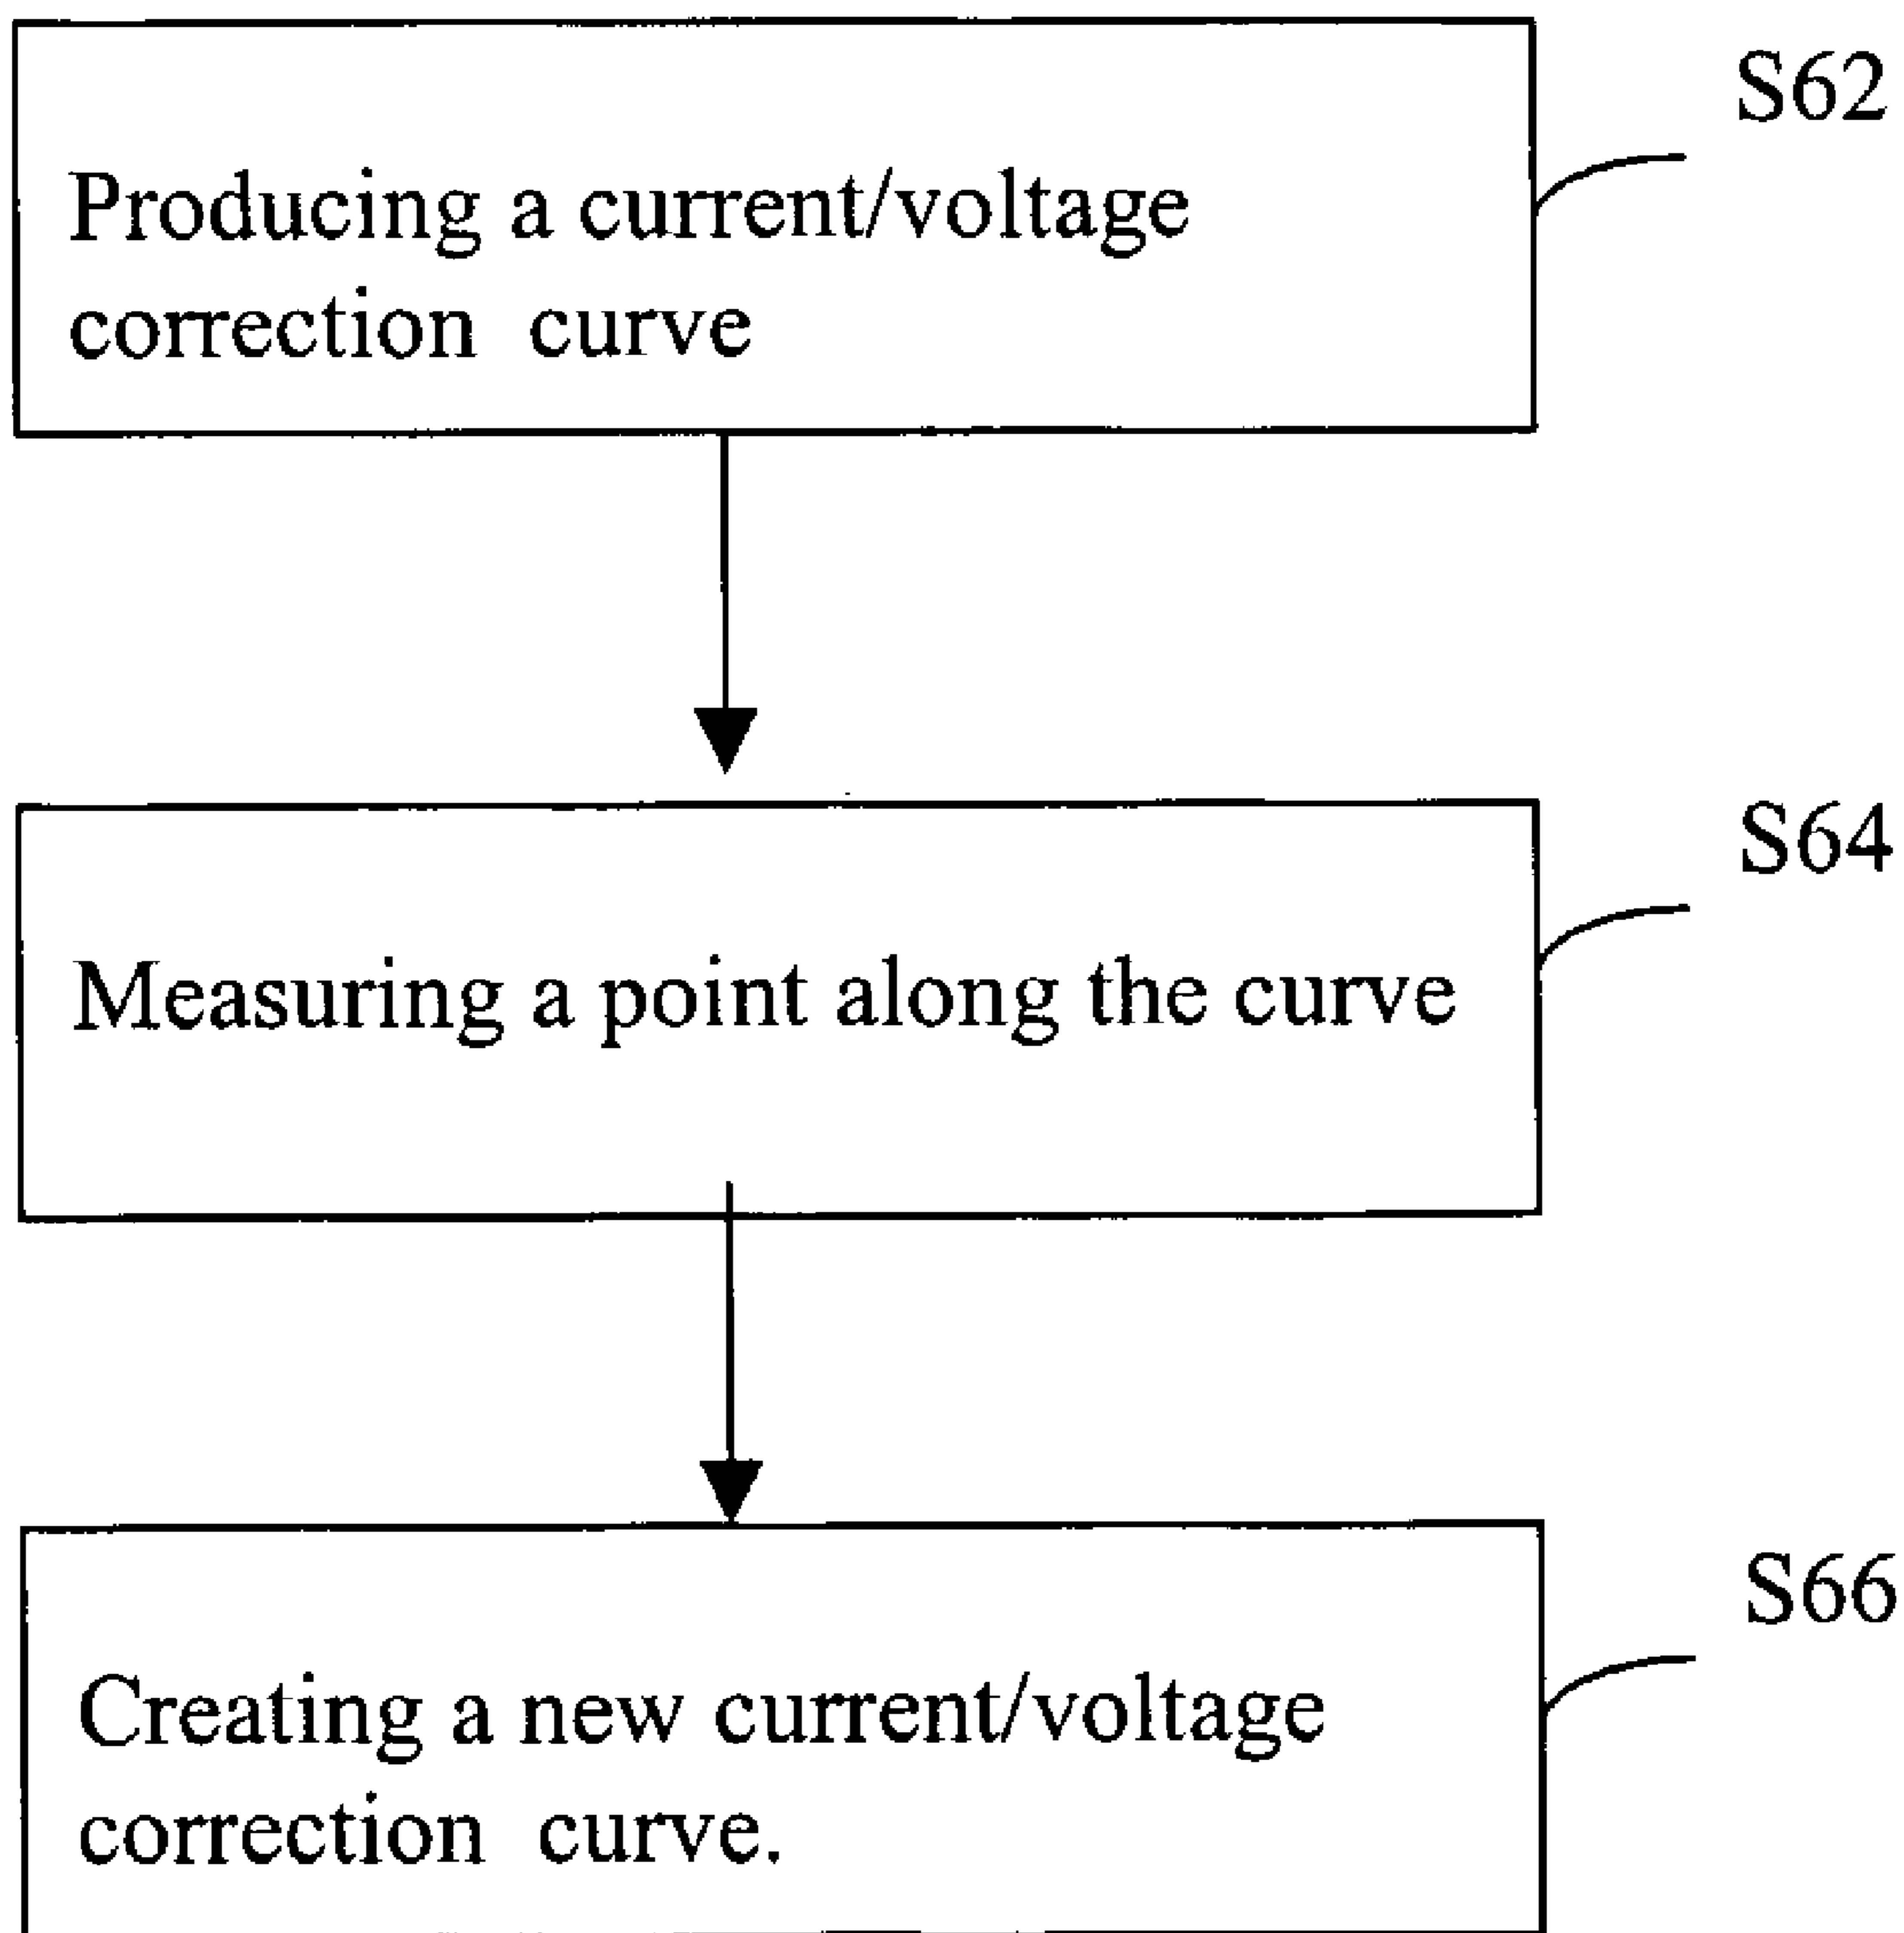 S62
Producing a current/voltage
correction curve
S64
Measuring a point along the curve
S66
Creating a new current/voltage
correction curve.